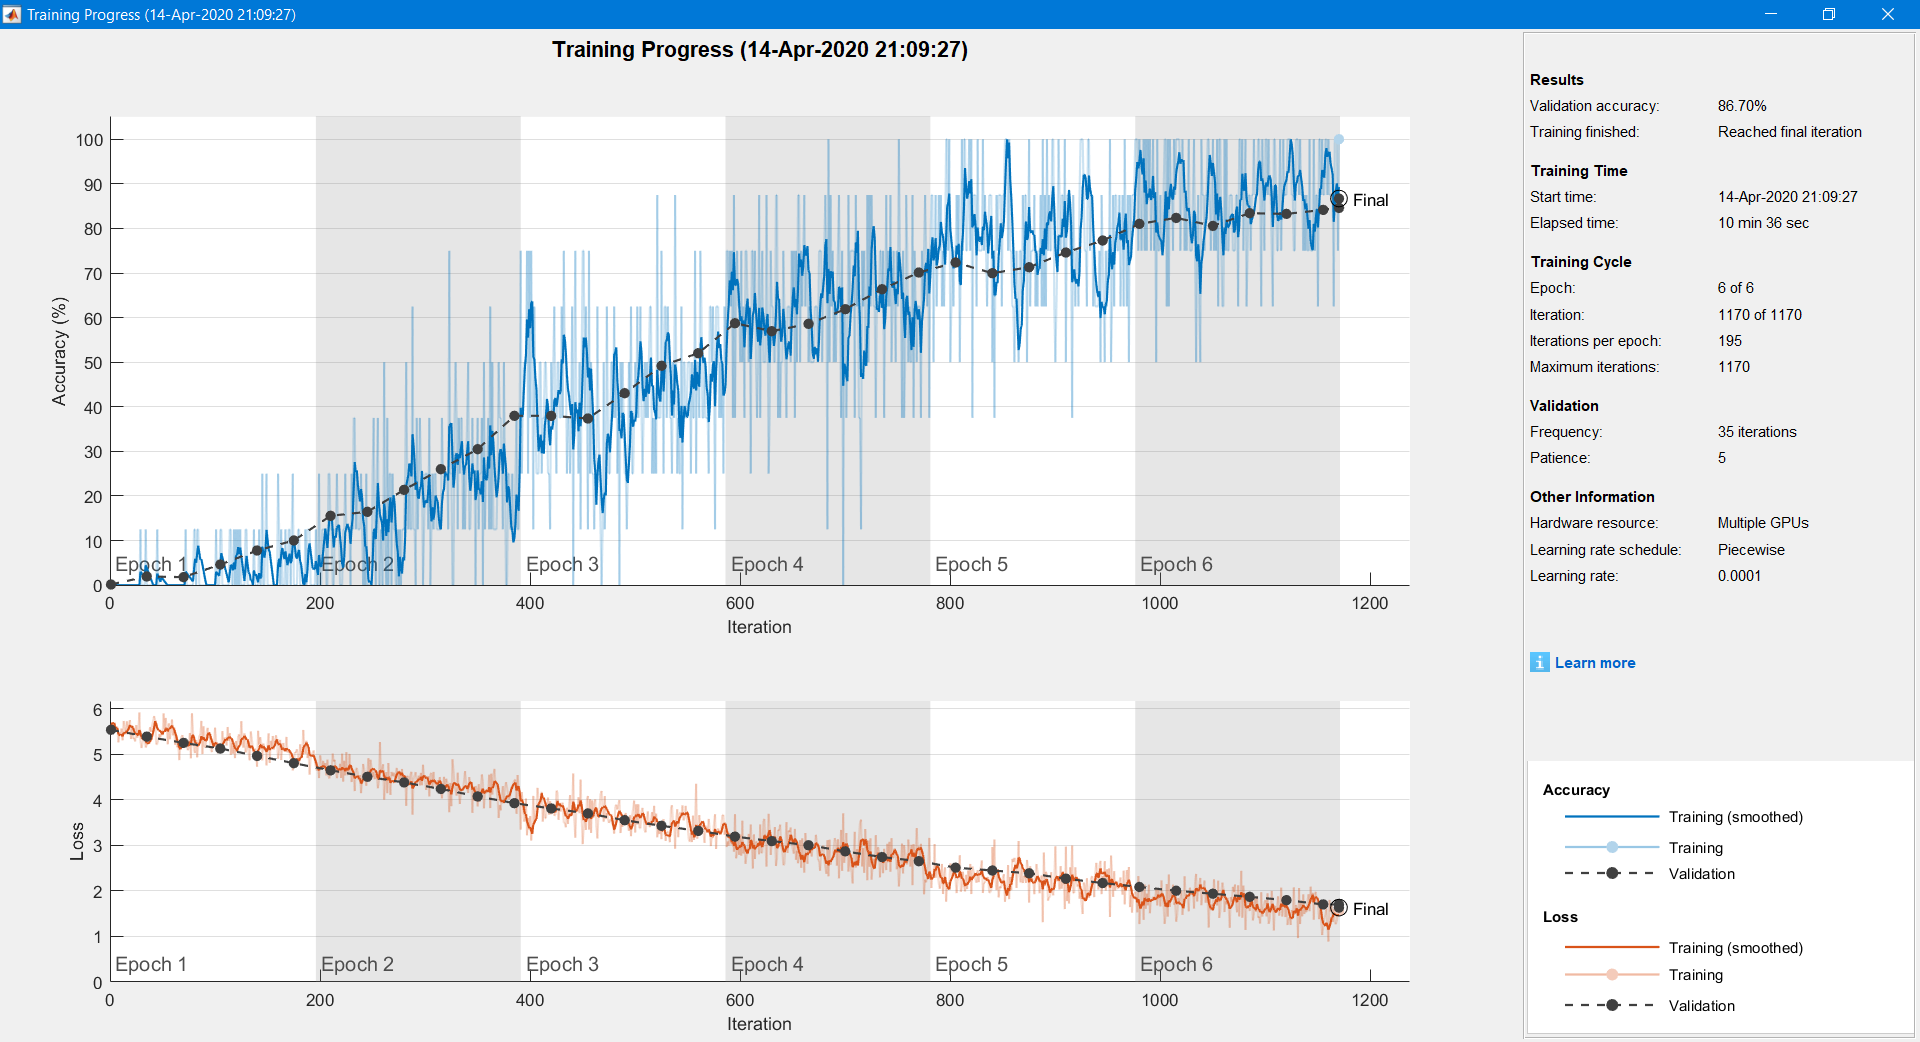 Training Progress (14-Apr-2020 21:09:27)
Training Progress (14-Apr-2020 21:09:27)
Accuracy (%)
100
90
80
70
60
50
40
30
20
10
0
Final
Epoch 1
Epoch 2
Epoch 3
Epoch 4
Epoch 5
Epoch 6
0 200 400 600 800 1000 1200
Iteration
Loss
6
5
4
3
2
1
0
Final
Epoch 1
Epoch 2
Epoch 3
Epoch 4
Epoch 5
Epoch 6
0 200 400 600 800 1000 1200
Iteration
Results
Validation accuracy: 86.70%
Training finished: Reached final iteration
Training Time
Start time: 14-Apr-2020 21:09:27
Elapsed time: 10 min 36 sec
Training Cycle
Epoch: 6 of 6
Iteration: 1170 of 1170
Iterations per epoch: 195
Maximum iterations: 1170
Validation
Frequency: 35 iterations
Patience: 5
Other Information
Hardware resource: Multiple GPUs
Learning rate schedule: Piecewise
Learning rate: 0.0001
i Learn more
Accuracy
Training (smoothed)
Training
Validation
Loss
Training (smoothed)
Training
Validation